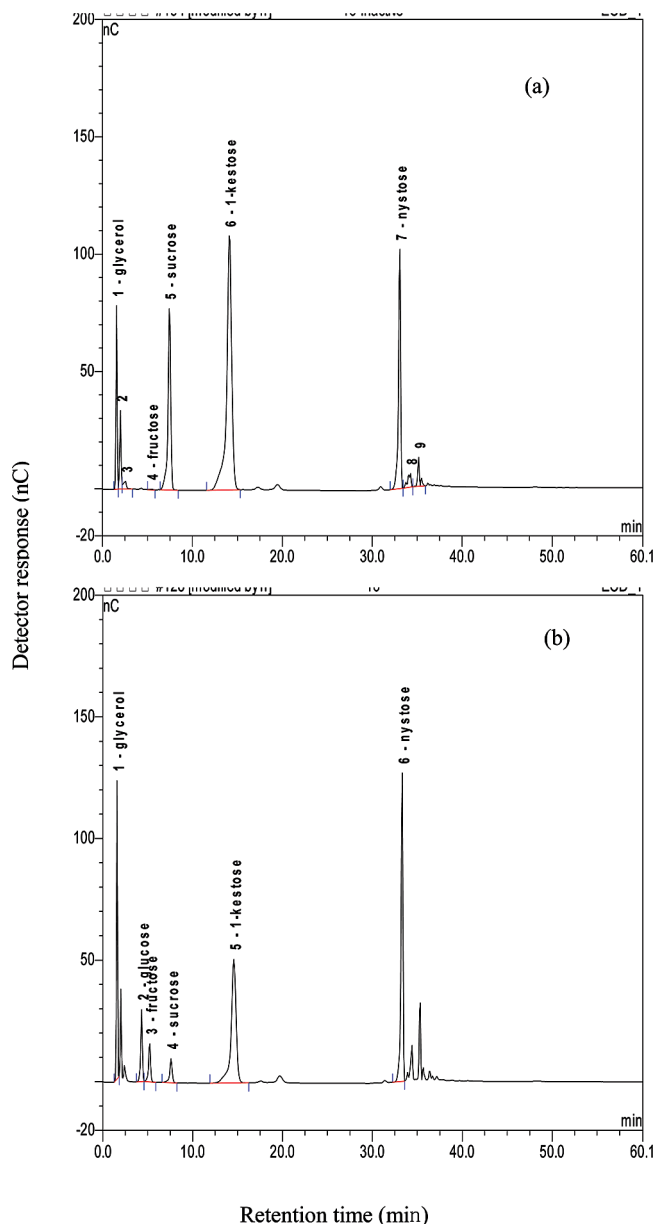 200
nC
(a)
150
100
50
-20
1 - glycerol
2
3
4 - fructose
5 - sucrose
6 - 1-kestose
7 - nystose
8
9
min
0.0 10.0 20.0 30.0 40.0 50.0 60.1
Detector response (nC)
200
nC
(b)
150
100
50
-20
1 - glycerol
2 - glucose
3 - fructose
4 - sucrose
5 - 1-kestose
6 - nystose
min
0.0 10.0 20.0 30.0 40.0 50.0 60.1
Retention time (min)